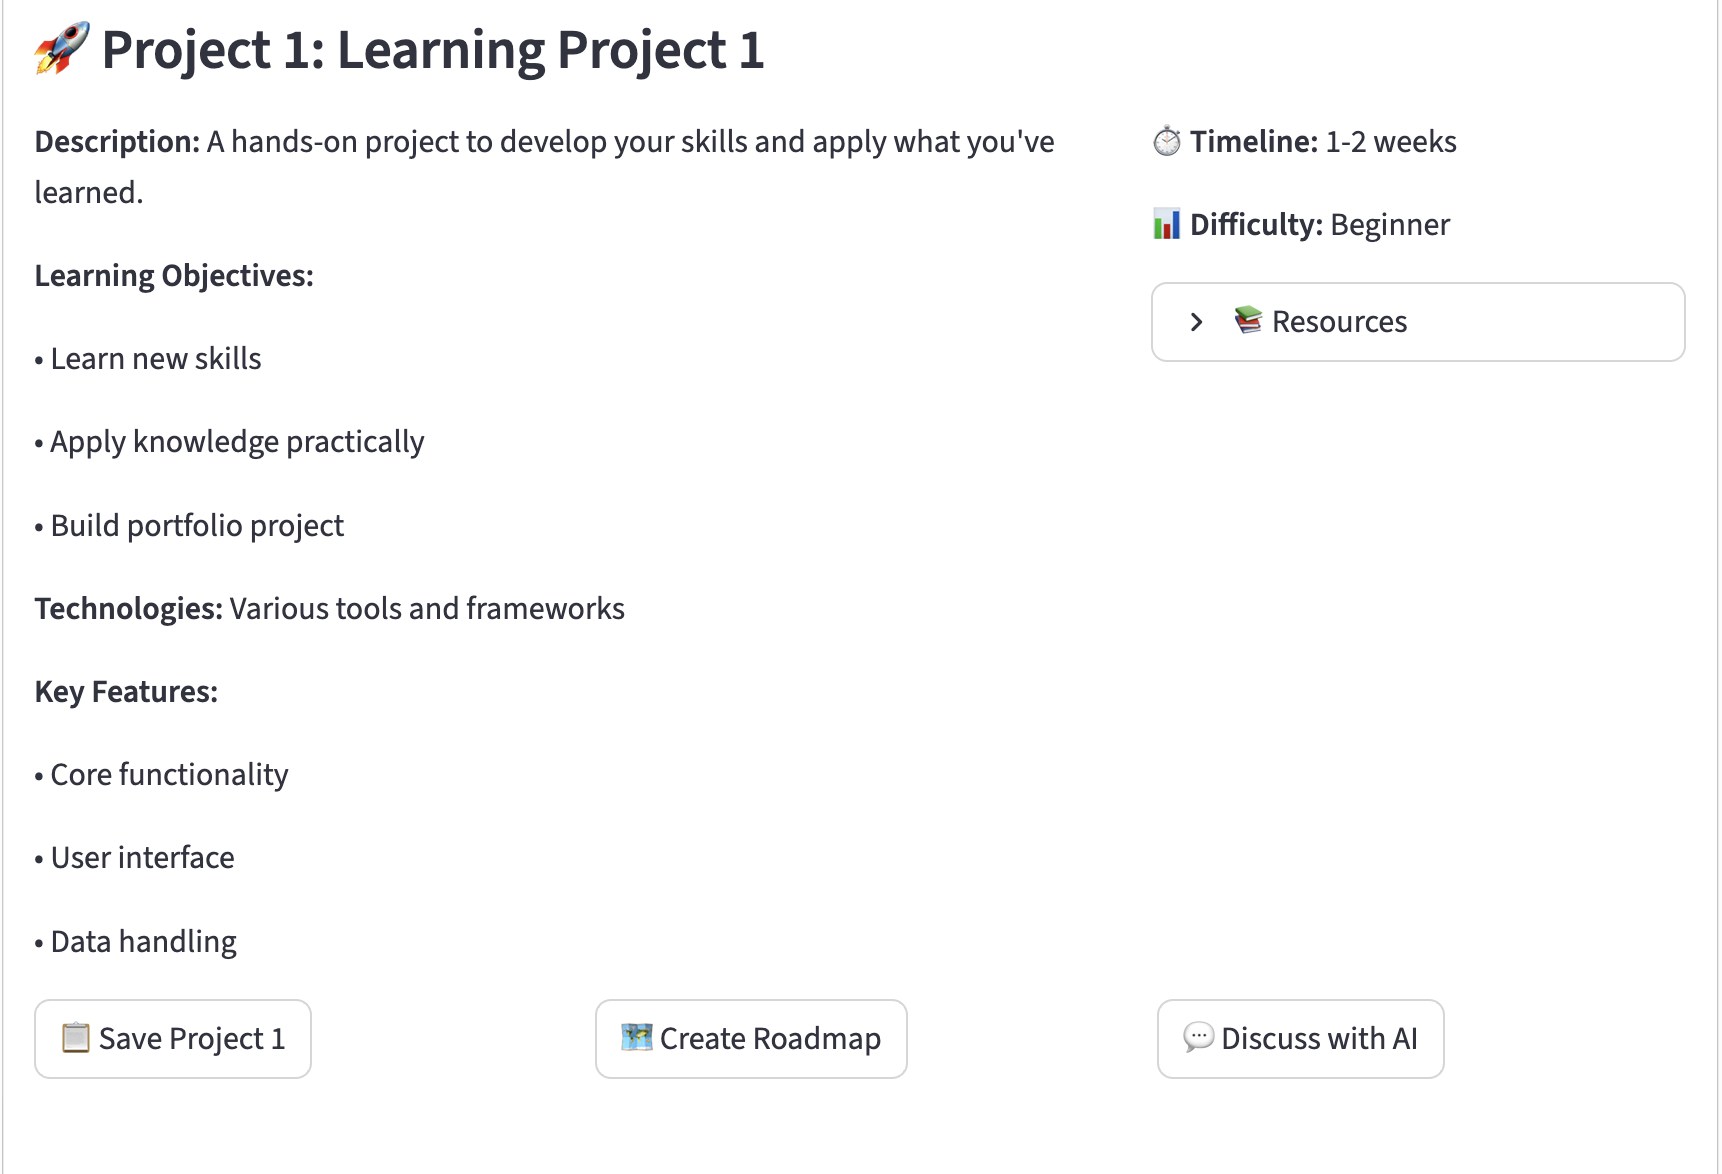 🚀 Project 1: Learning Project 1
Description: A hands-on project to develop your skills and apply what you've
learned.
Learning Objectives:
• Learn new skills
• Apply knowledge practically
• Build portfolio project
Technologies: Various tools and frameworks
Key Features:
• Core functionality
• User interface
• Data handling
⏱️ Timeline: 1-2 weeks
📊 Difficulty: Beginner
📚 Resources
📋 Save Project 1
🗺️ Create Roadmap
💬 Discuss with AI